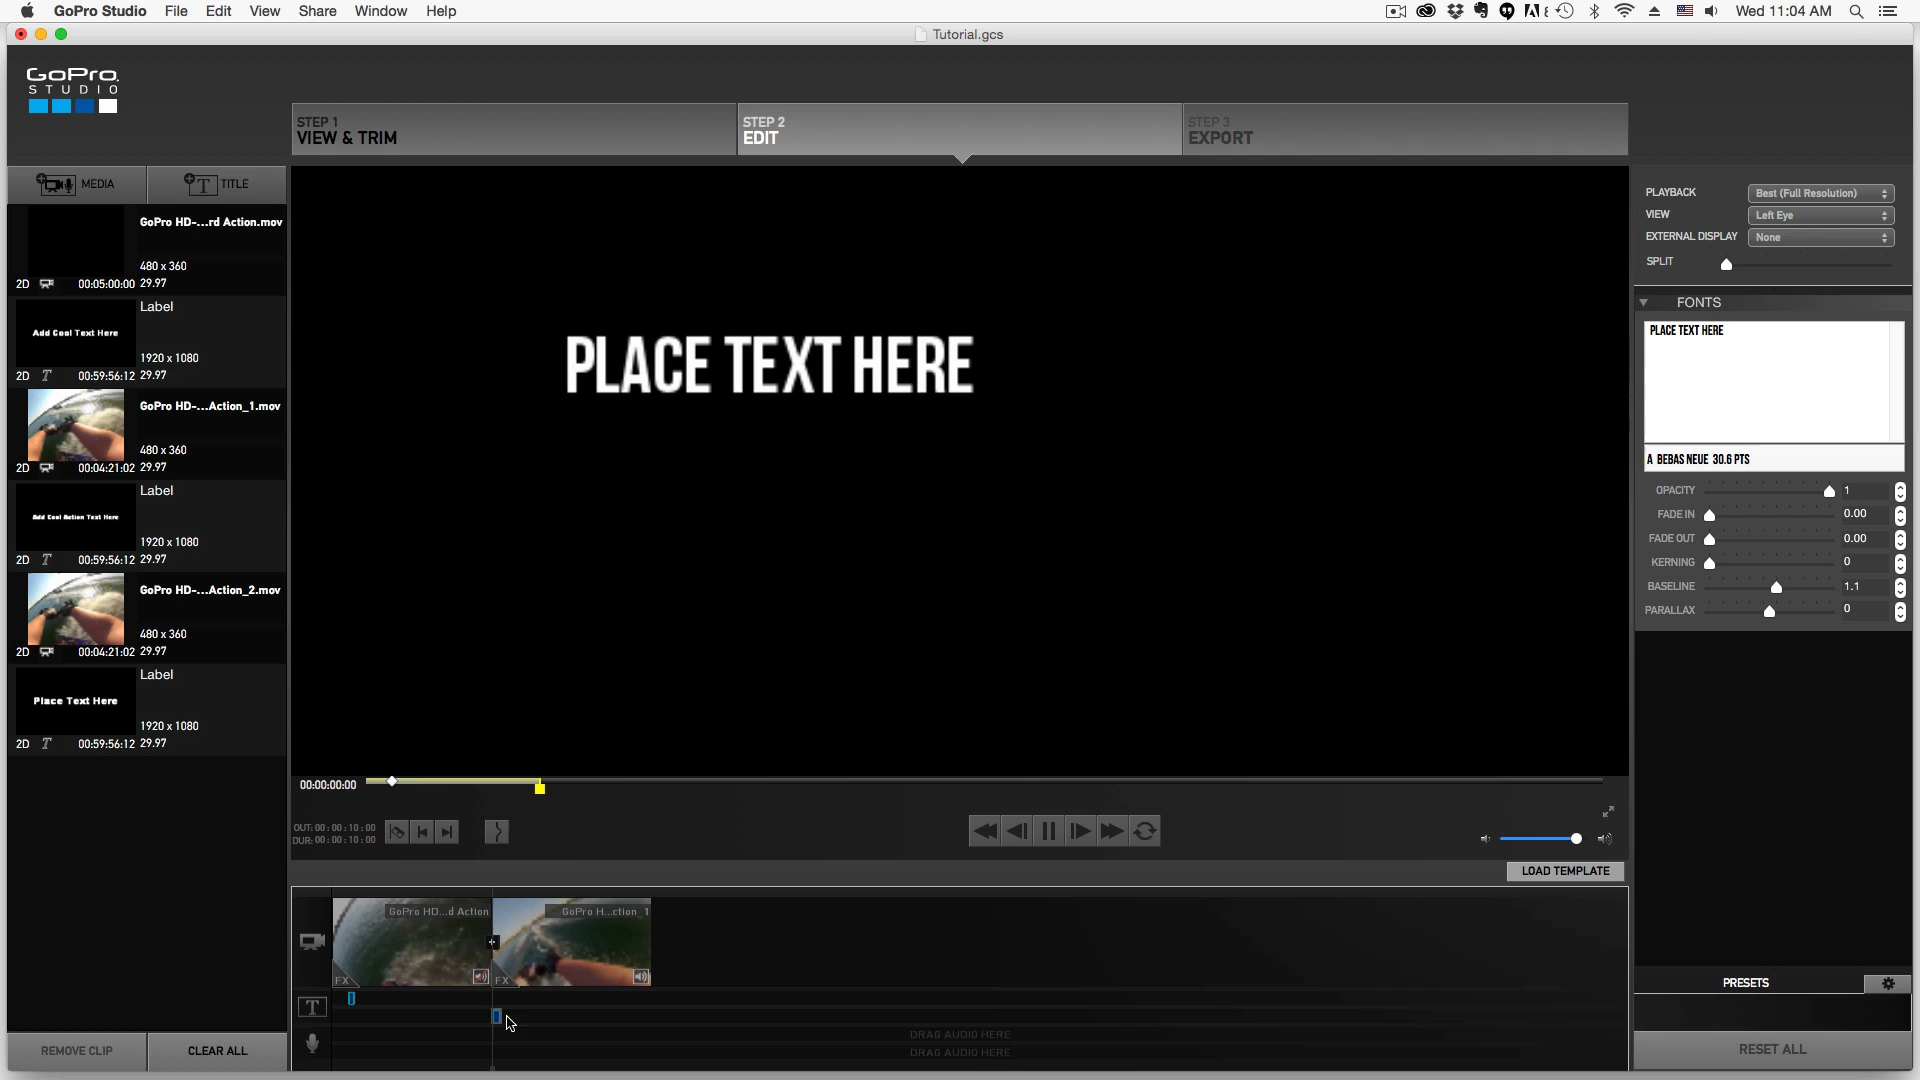 GoPro Studio File Edit View Share Window Help
8 Wed 11:04 AM
Tutorial.gcs
GoPro
STUDIO
STEP 1
VIEW & TRIM
STEP 2
EDIT
STEP 3
EXPORT
MEDIA
T TITLE
GoPro HD-...rd Action.mov
480 x 360
2D 00:05:00:00 29.97
Label
Add Cool Text Here
1920 x 1080
2D T 00:59:56:12 29.97
GoPro HD-...Action_1.mov
480 x 360
2D 00:04:21:02 29.97
Label
Add Cool Action Text Here
1920 x 1080
2D T 00:59:56:12 29.97
GoPro HD-...Action_2.mov
480 x 360
2D 00:04:21:02 29.97
Label
Place Text Here
1920 x 1080
2D T 00:59:56:12 29.97
REMOVE CLIP
CLEAR ALL
PLACE TEXT HERE
00:00:00:00
OUT: 00 : 00 : 10 : 00
DUR: 00 : 00 : 10 : 00
LOAD TEMPLATE
GoPro HD...d Action
GoPro H...ction_1
FX
FX
T
DRAG AUDIO HERE
DRAG AUDIO HERE
PLAYBACK Best (Full Resolution)
VIEW Left Eye
EXTERNAL DISPLAY None
SPLIT
FONTS
PLACE TEXT HERE
A BEBAS NEUE 30.6 PTS
OPACITY 1
FADE IN 0.00
FADE OUT 0.00
KERNING 0
BASELINE 1.1
PARALLAX 0
PRESETS
RESET ALL